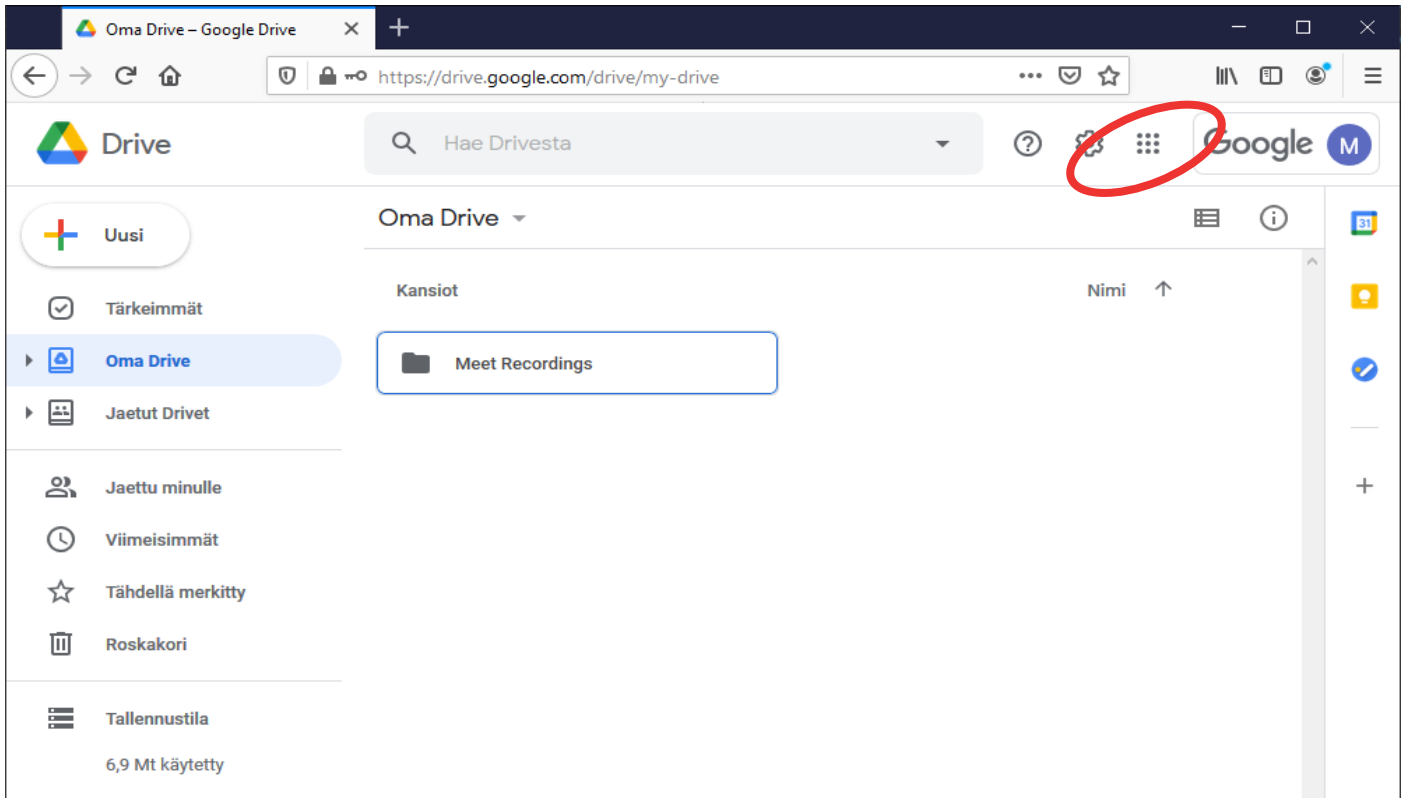 Oma Drive – Google Drive
https://drive.google.com/drive/my-drive
Drive
Hae Drivesta
Google M
Uusi
Oma Drive
31
Kansiot
Nimi
Tärkeimmät
Oma Drive
Meet Recordings
Jaetut Drivet
Jaettu minulle
Viimeisimmät
Tähdellä merkitty
Roskakori
Tallennustila
6,9 Mt käytetty